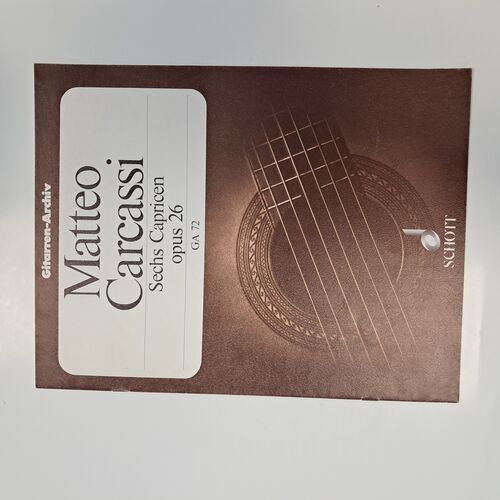 Gitarren-Archiv
Matteo
Carcassi
Sechs Capricen
opus 26
GA 72
SCHOTT